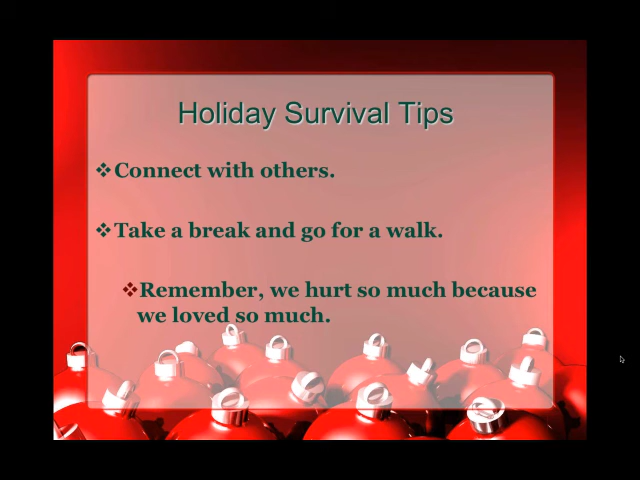 Holiday Survival Tips
❖Connect with others.
❖Take a break and go for a walk.
❖Remember, we hurt so much because
we loved so much.